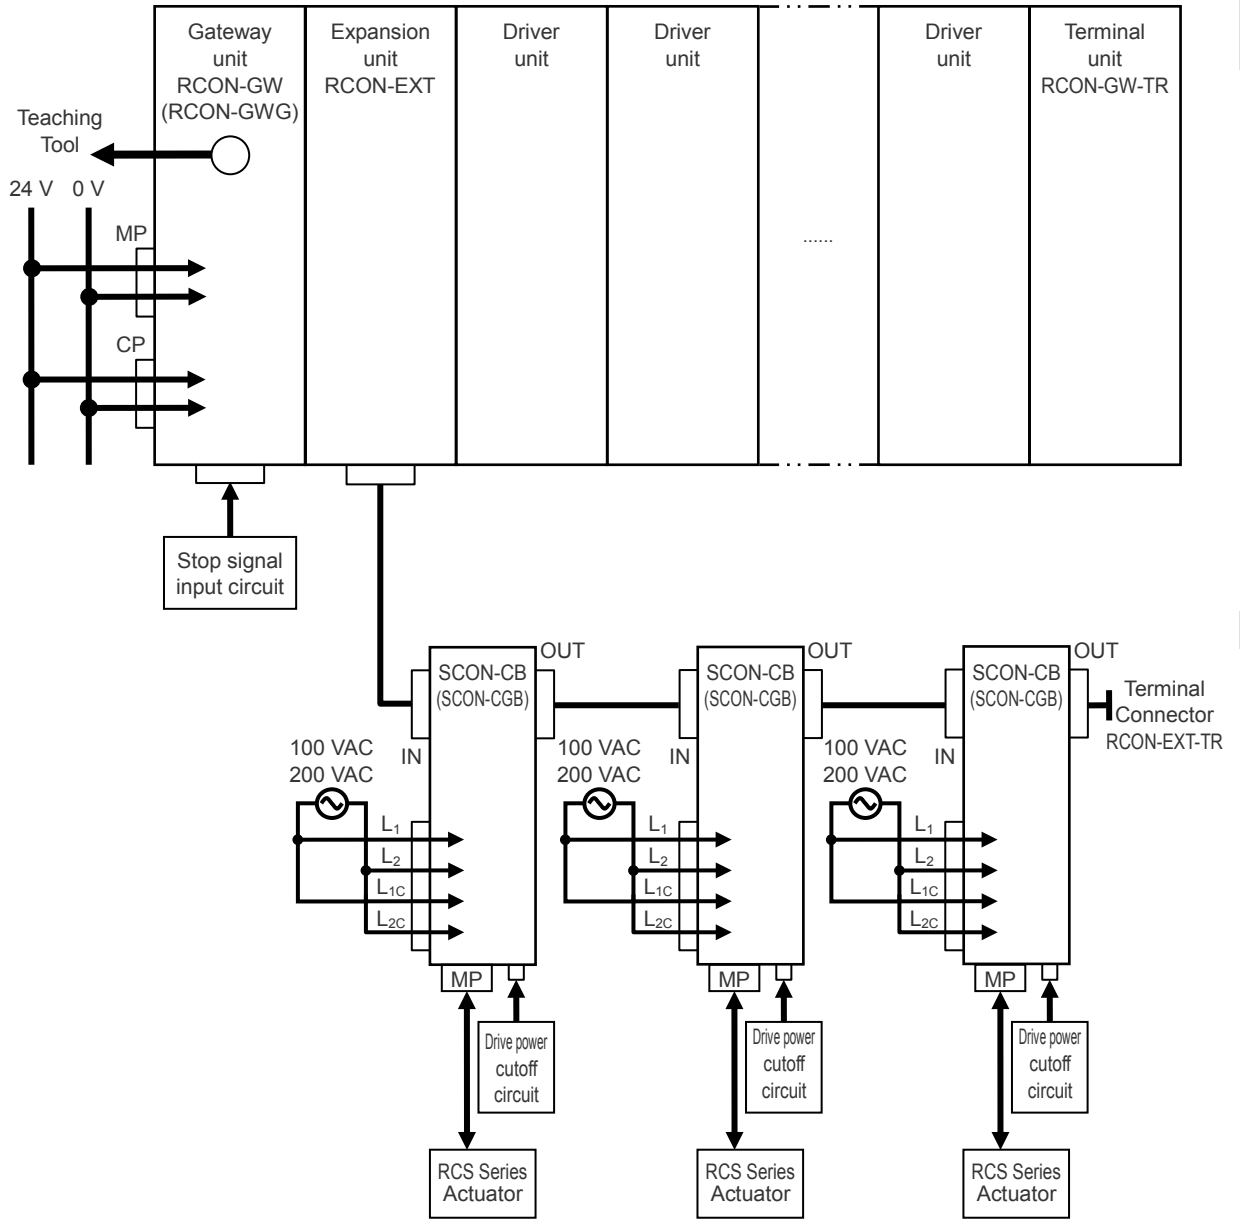 Gateway
unit
RCON-GW
(RCON-GWG)
Expansion
unit
RCON-EXT
Driver
unit
Driver
unit
......
Driver
unit
Terminal
unit
RCON-GW-TR
Teaching
Tool
24 V
0 V
MP
CP
Stop signal
input circuit
SCON-CB
(SCON-CGB)
OUT
IN
100 VAC
200 VAC
L1
L2
L1C
L2C
MP
Drive power
cutoff
circuit
RCS Series
Actuator
SCON-CB
(SCON-CGB)
OUT
IN
100 VAC
200 VAC
L1
L2
L1C
L2C
MP
Drive power
cutoff
circuit
RCS Series
Actuator
SCON-CB
(SCON-CGB)
OUT
IN
100 VAC
200 VAC
L1
L2
L1C
L2C
MP
Drive power
cutoff
circuit
RCS Series
Actuator
Terminal
Connector
RCON-EXT-TR